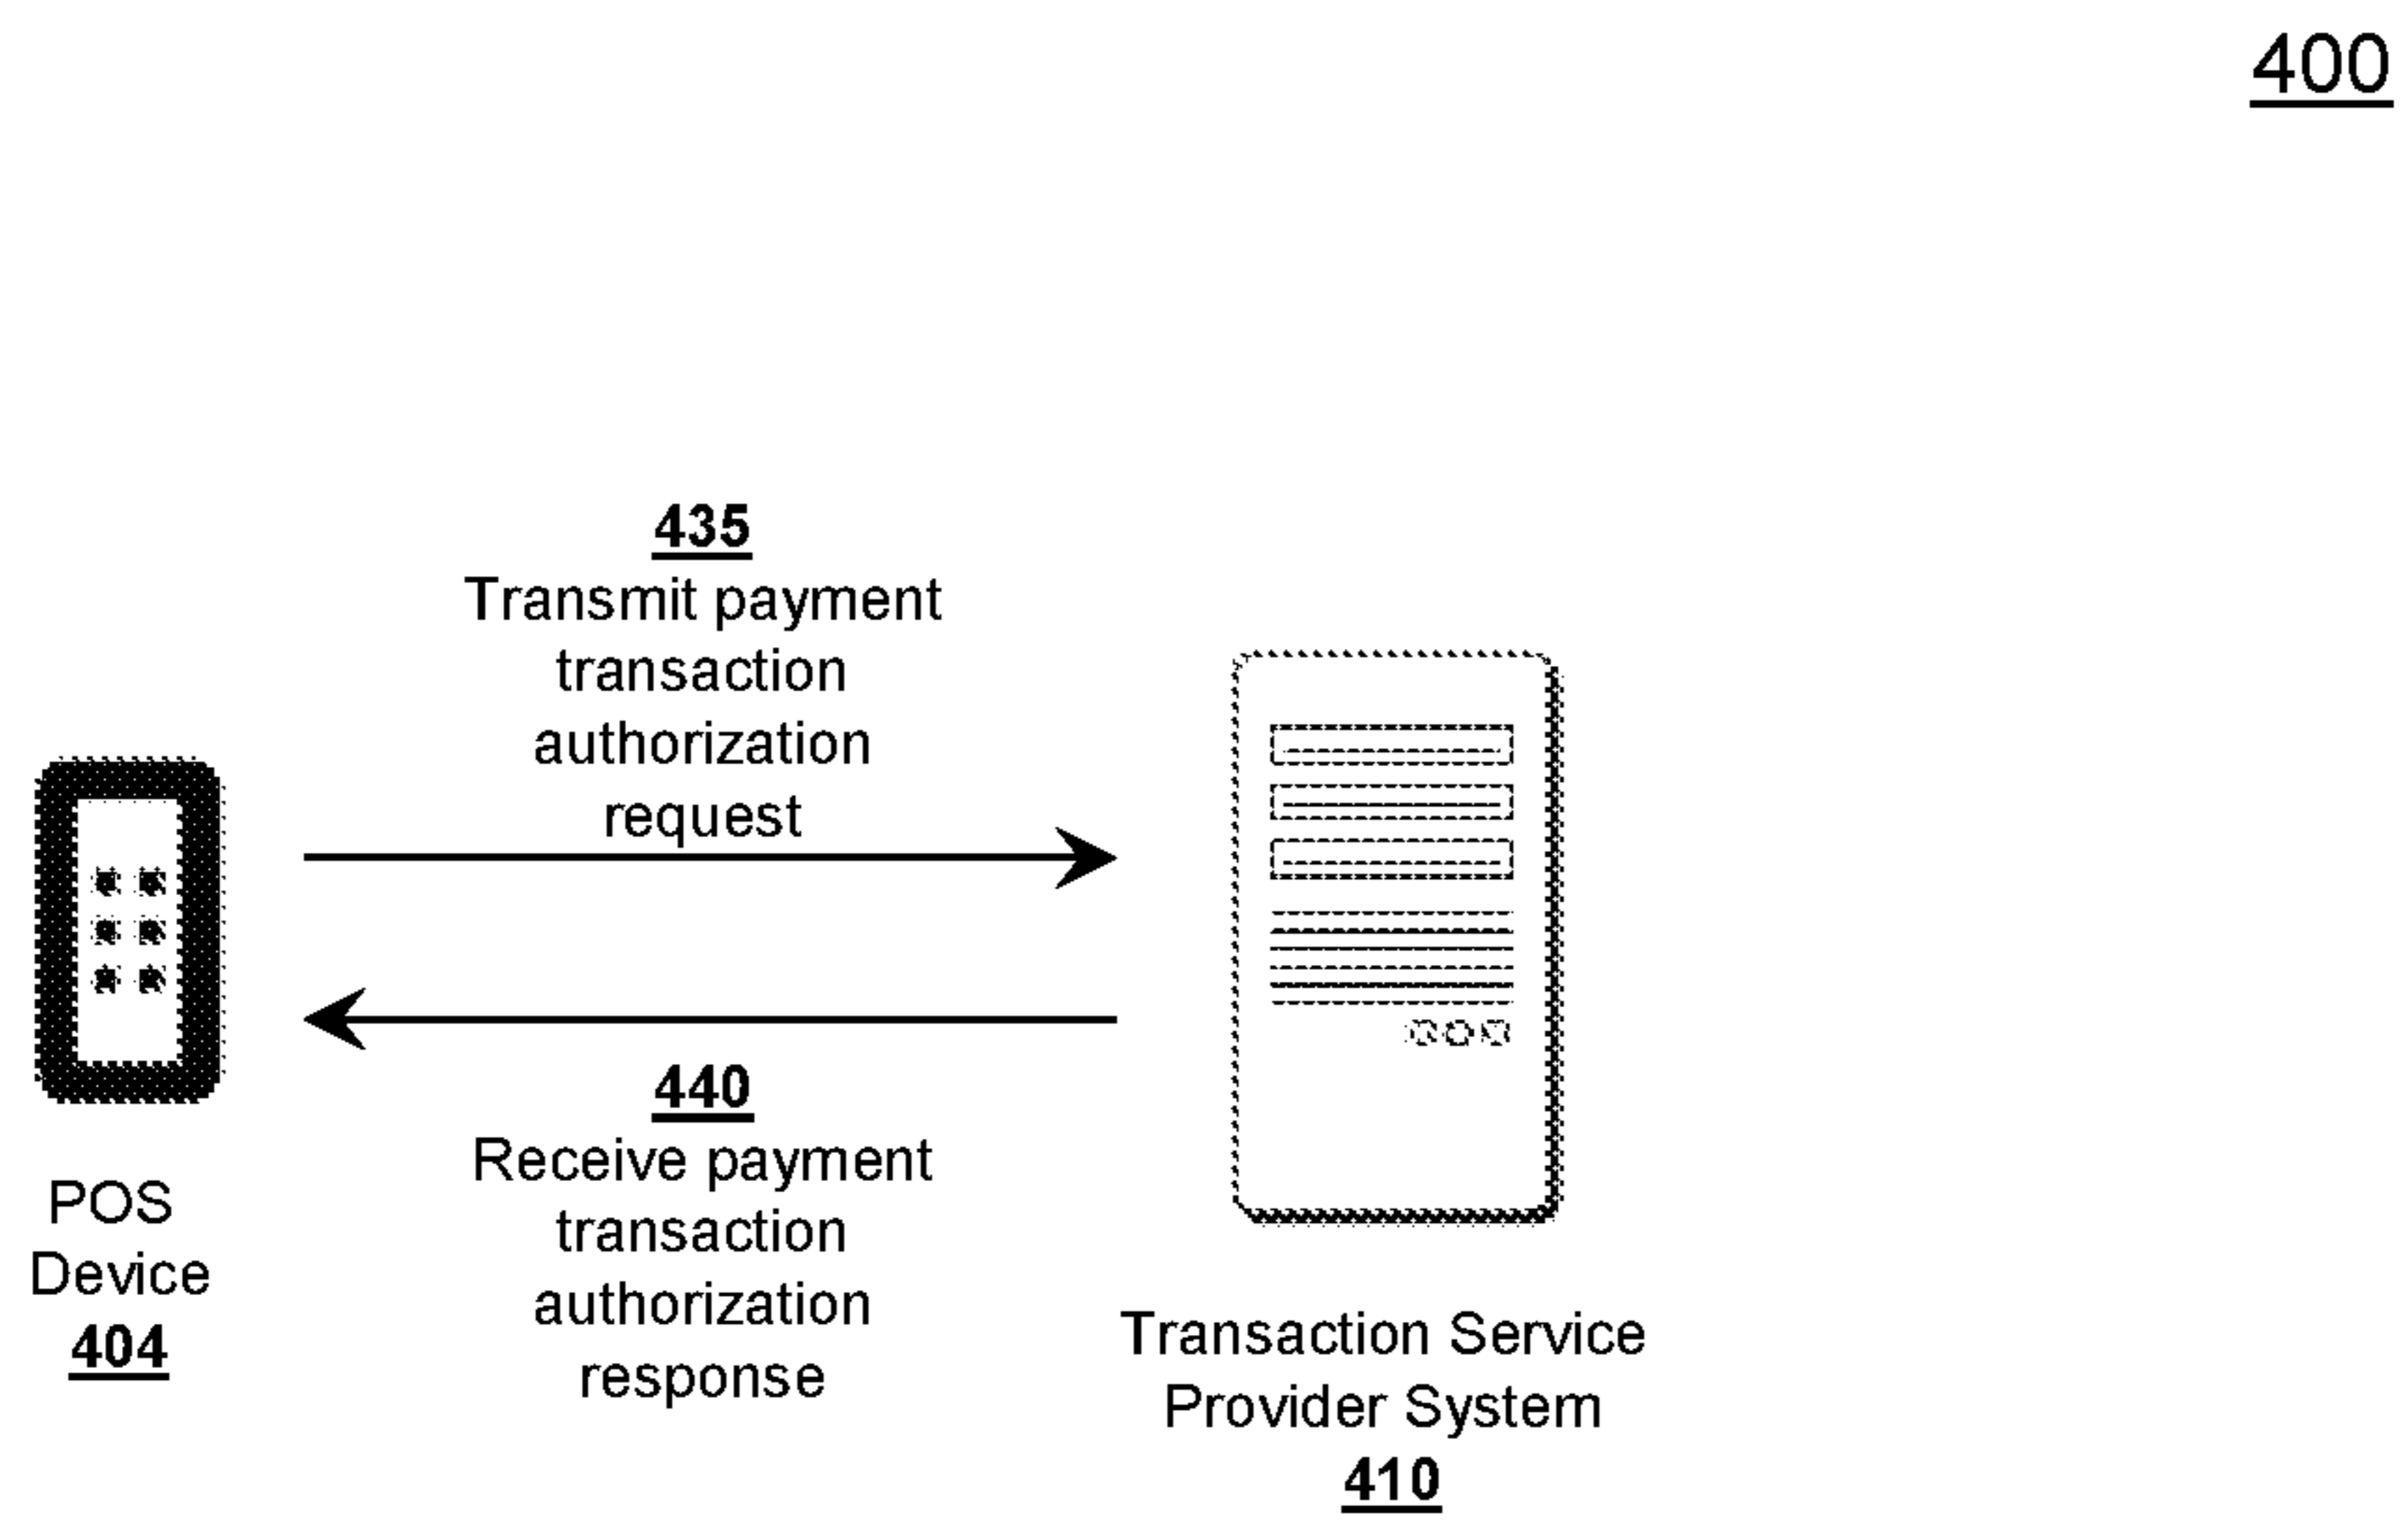 400
435
Transmit payment
transaction
authorization
request
440
Receive payment
transaction
authorization
response
POS
Device
404
Transaction Service
Provider System
410